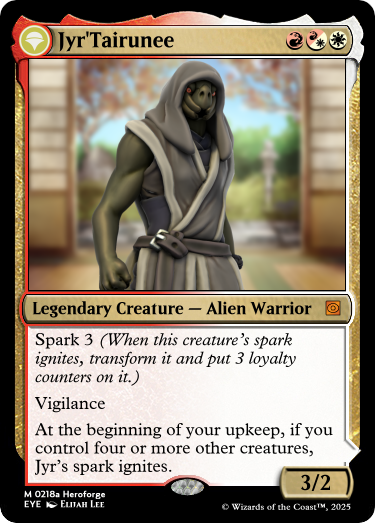 Jyr'Tairunee
Legendary Creature — Alien Warrior
Spark 3 (When this creature's spark
ignites, transform it and put 3 loyalty
counters on it.)
Vigilance
At the beginning of your upkeep, if you
control four or more other creatures,
Jyr's spark ignites.
3/2
M 0218a Heroforge
EYE Elijah Lee
© Wizards of the Coast™, 2025